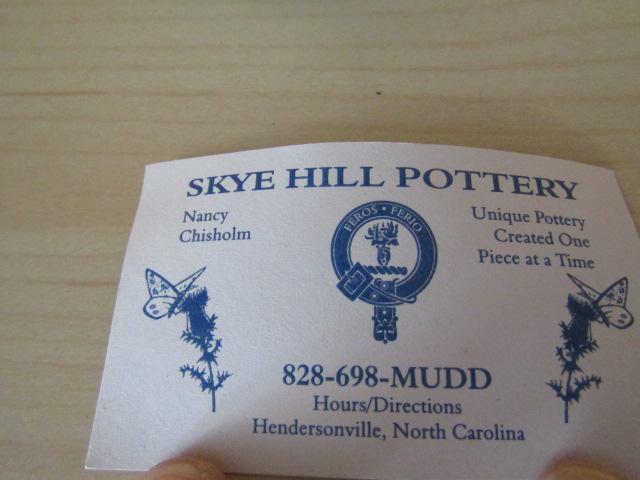 SKYE HILL POTTERY
Nancy
Chisholm
FEROS • FERIO
Unique Pottery
Created One
Piece at a Time
828-698-MUDD
Hours/Directions
Hendersonville, North Carolina